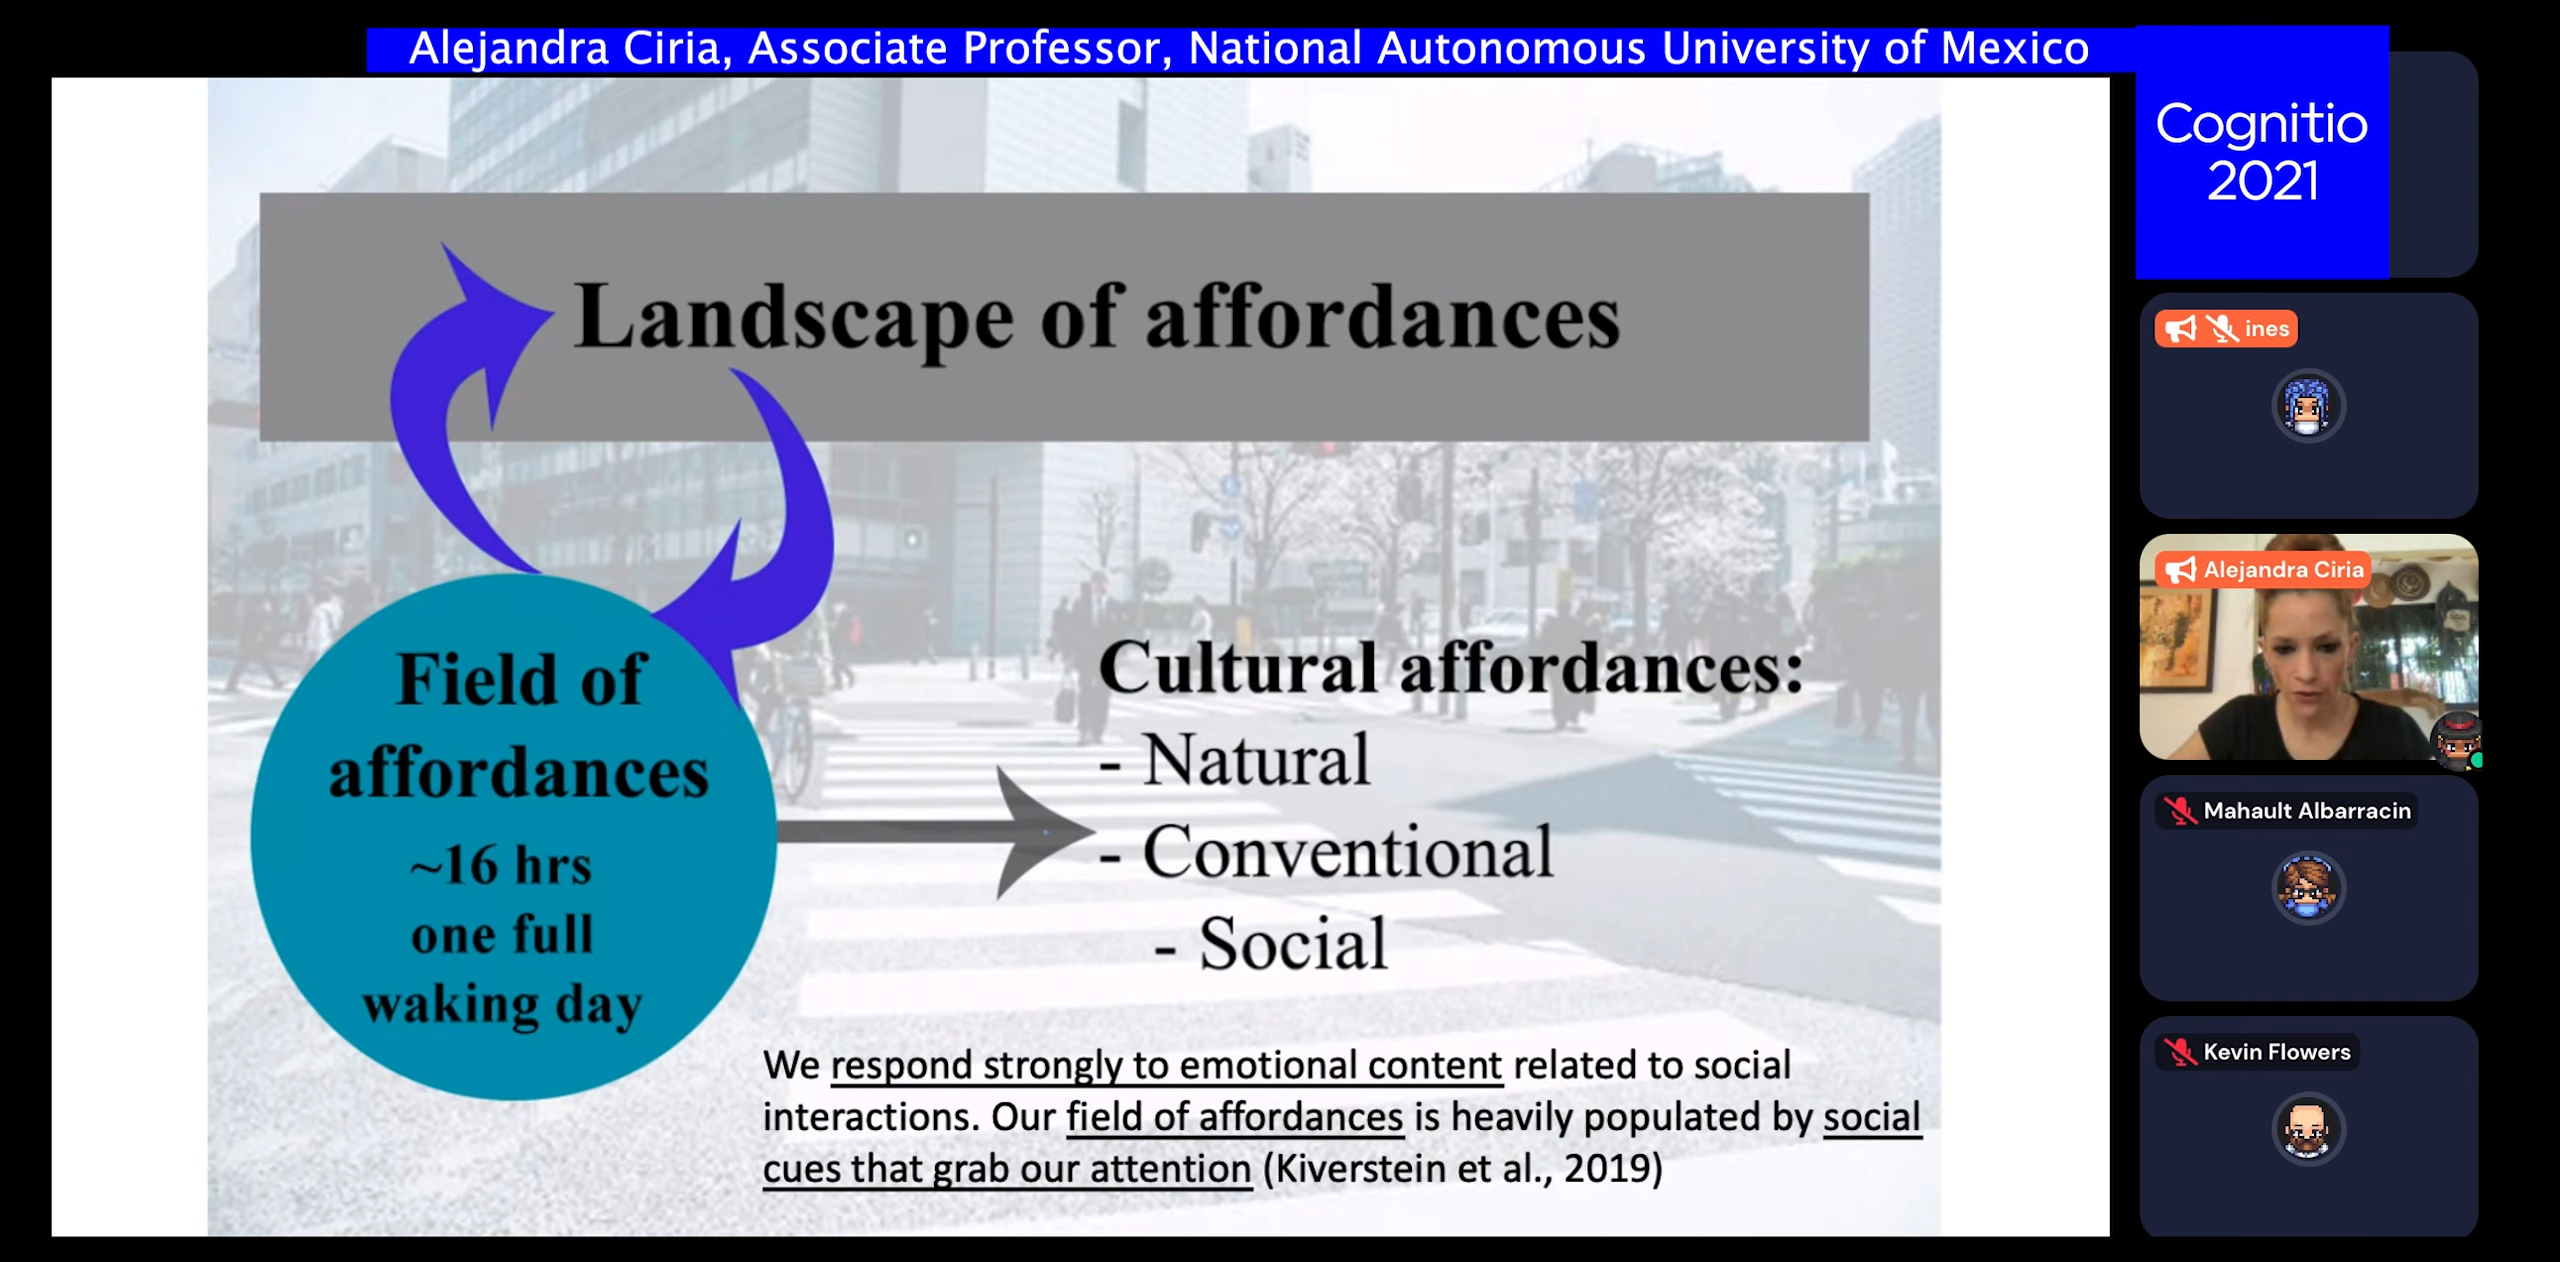 Alejandra Ciria, Associate Professor, National Autonomous University of Mexico
Cognitio
2021
Landscape of affordances
Field of
affordances
~16 hrs
one full
waking day
Cultural affordances:
- Natural
- Conventional
- Social
We respond strongly to emotional content related to social
interactions. Our field of affordances is heavily populated by social
cues that grab our attention (Kiverstein et al., 2019)
ines
Alejandra Ciria
Mahault Albarracin
Kevin Flowers